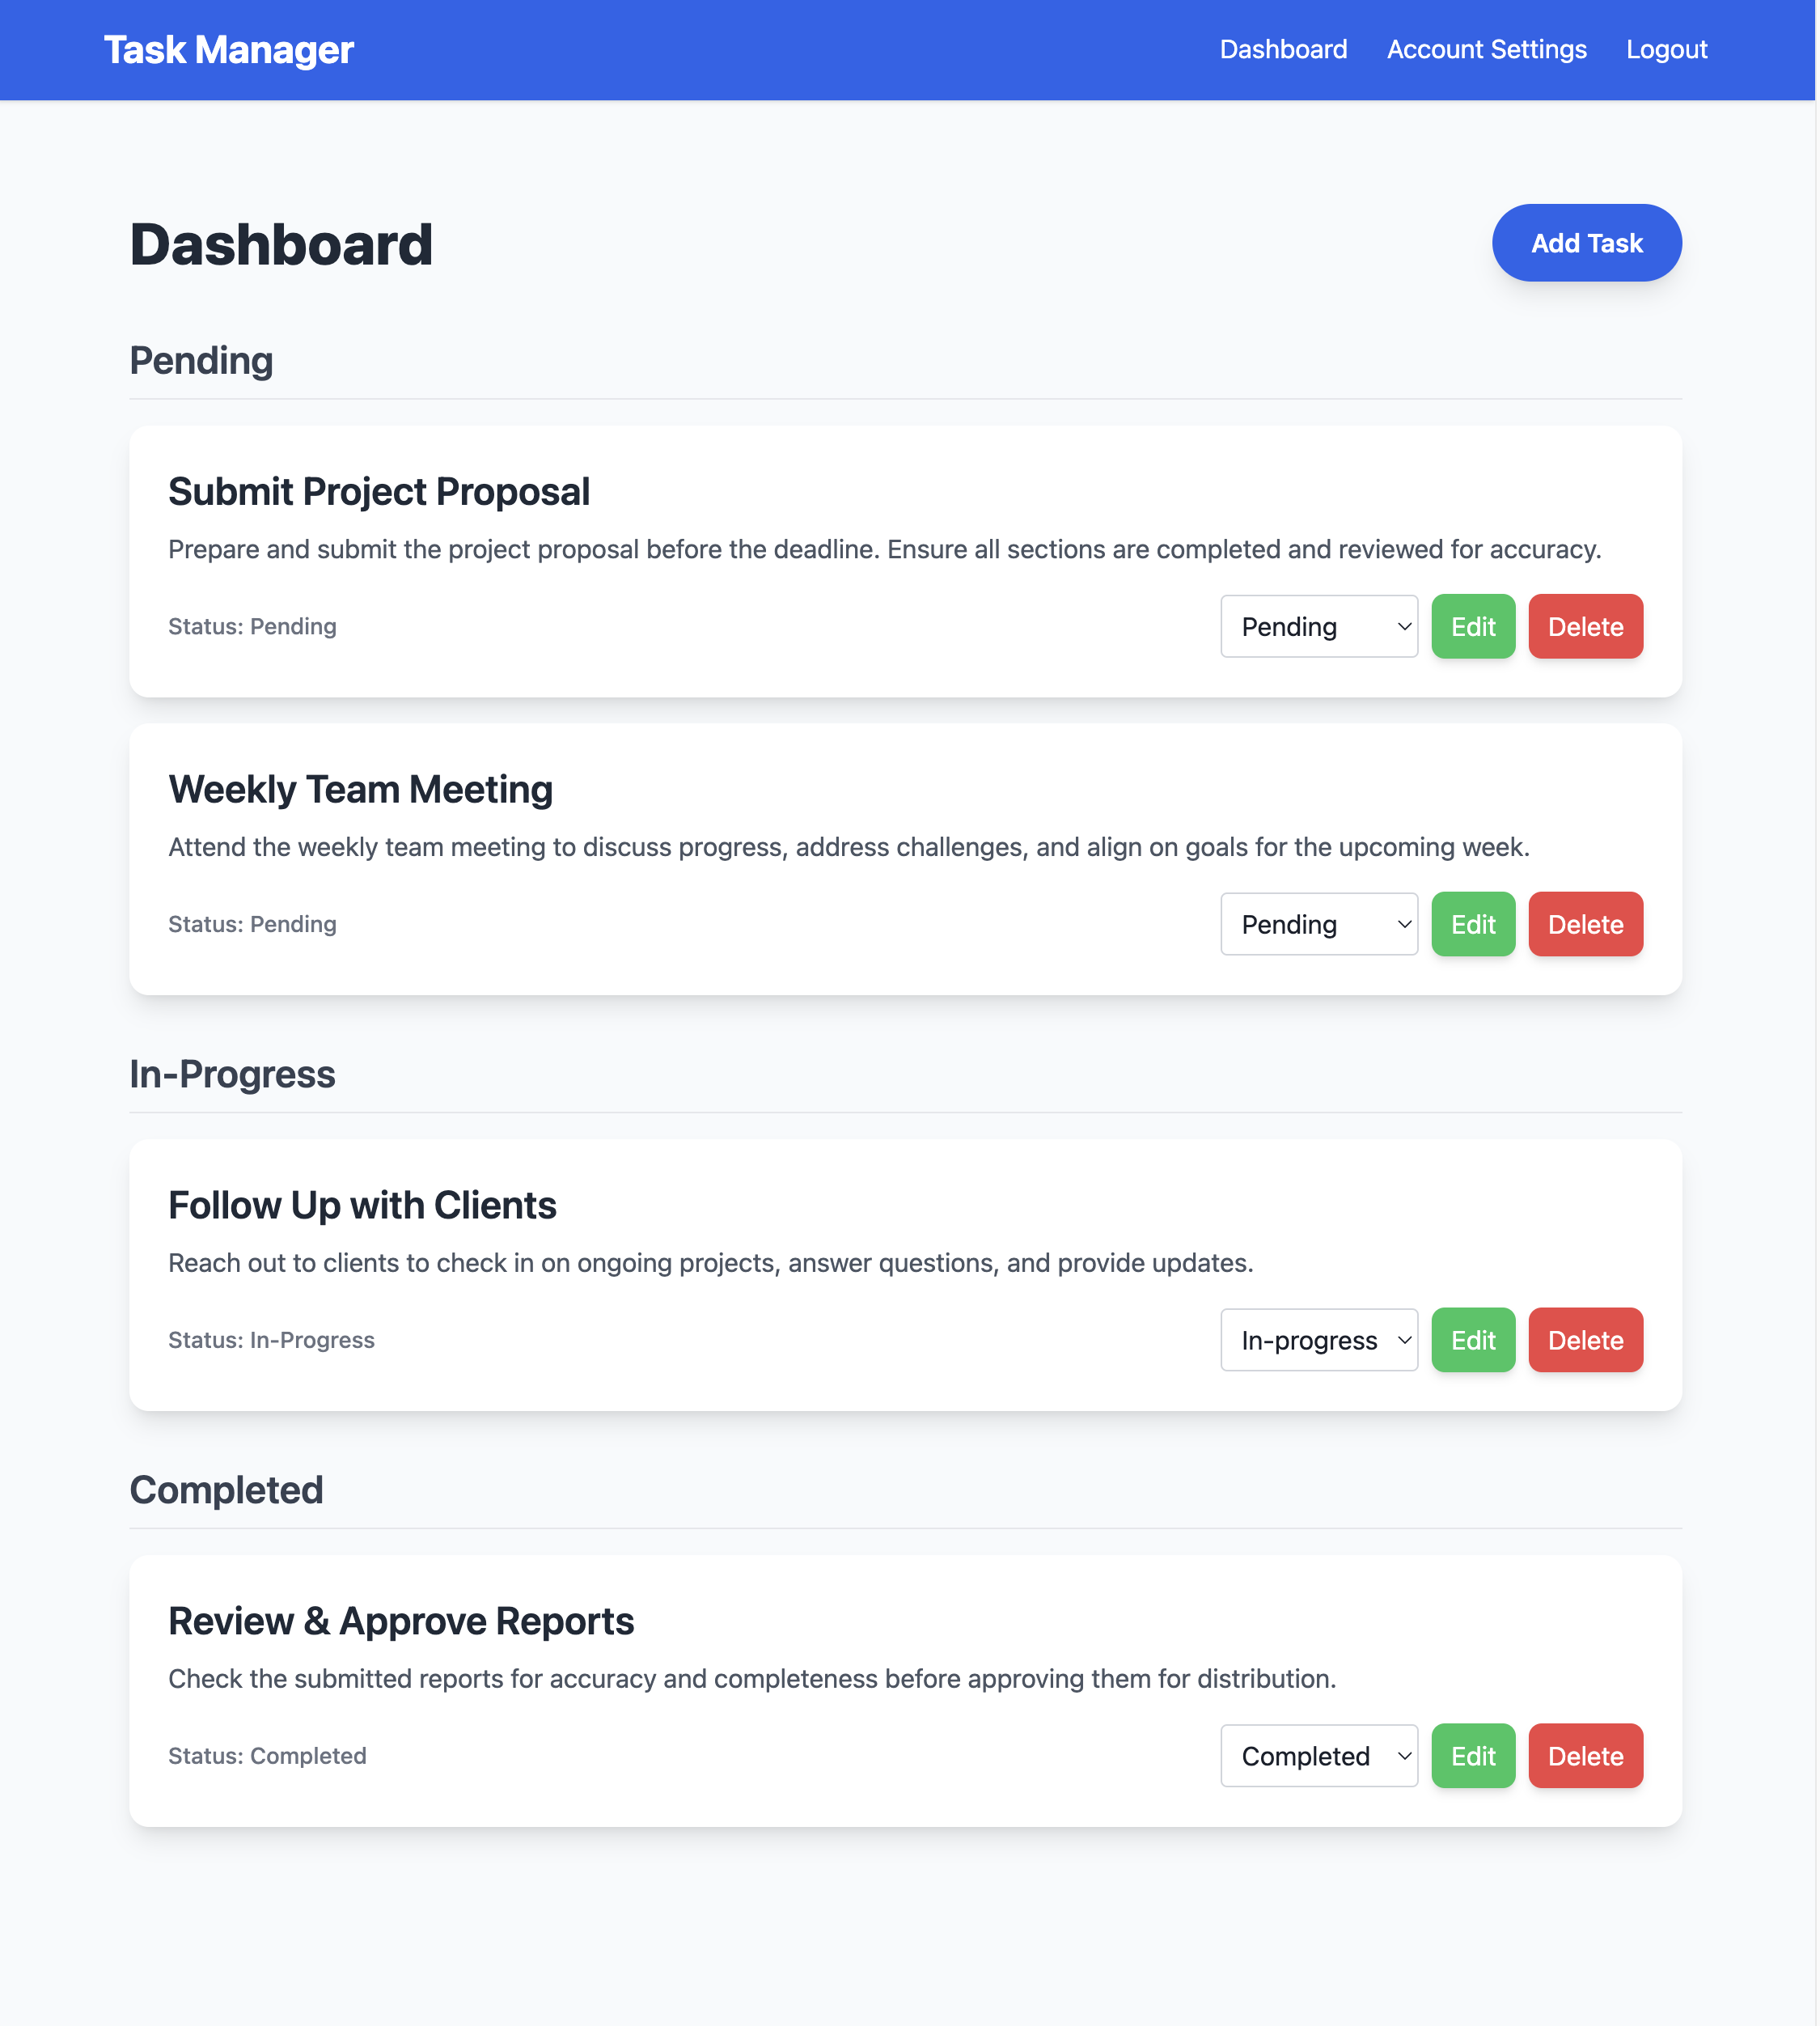 Task Manager
Dashboard Account Settings Logout
Dashboard
Add Task
Pending
Submit Project Proposal
Prepare and submit the project proposal before the deadline. Ensure all sections are completed and reviewed for accuracy.
Status: Pending
Pending Edit Delete
Weekly Team Meeting
Attend the weekly team meeting to discuss progress, address challenges, and align on goals for the upcoming week.
Status: Pending
Pending Edit Delete
In-Progress
Follow Up with Clients
Reach out to clients to check in on ongoing projects, answer questions, and provide updates.
Status: In-Progress
In-progress Edit Delete
Completed
Review & Approve Reports
Check the submitted reports for accuracy and completeness before approving them for distribution.
Status: Completed
Completed Edit Delete